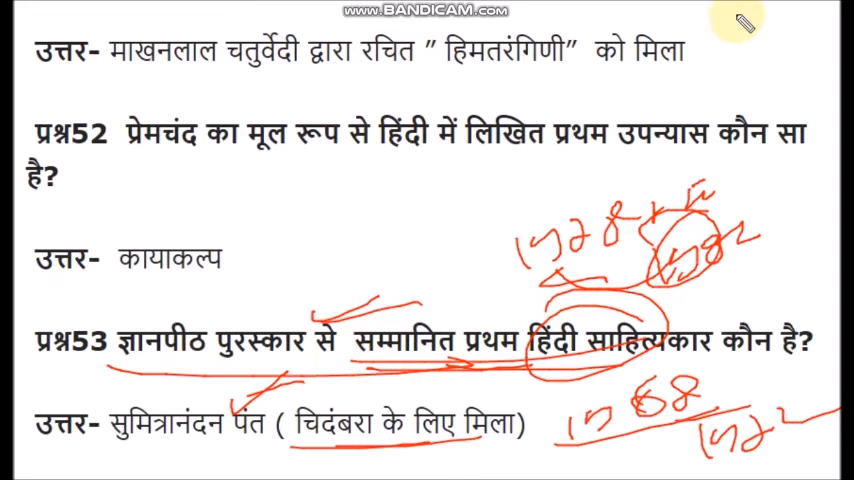 www.BANDICAM.com
उत्तर- माखनलाल चतुर्वेदी द्वारा रचित " हिमतरंगिणी" को मिला
प्रश्न52 प्रेमचंद का मूल रूप से हिंदी में लिखित प्रथम उपन्यास कौन सा
है?
उत्तर- कायाकल्प
प्रश्न53 ज्ञानपीठ पुरस्कार से सम्मानित प्रथम हिंदी साहित्यकार कौन है?
उत्तर- सुमित्रानंदन पंत ( चिदंबरा के लिए मिला)